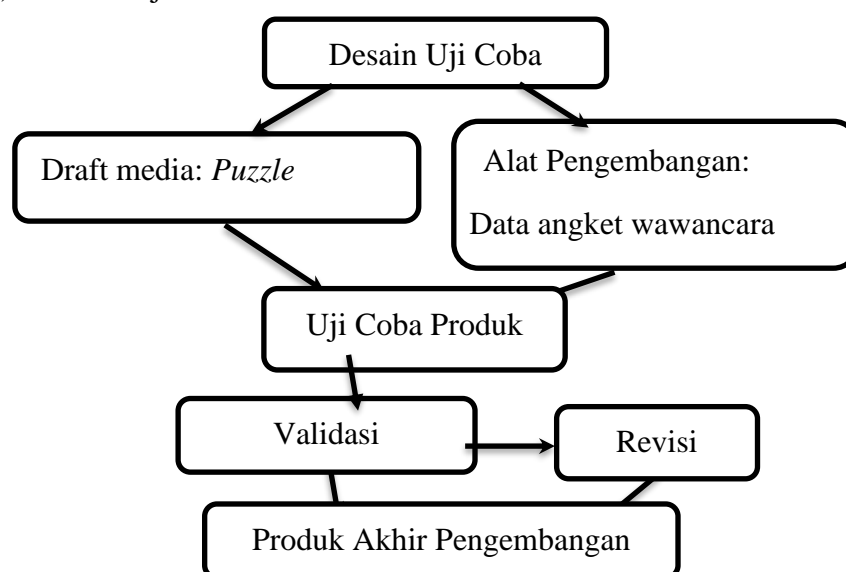 Desain Uji Coba
Draft media: Puzzle
Alat Pengembangan:
Data angket wawancara
Uji Coba Produk
Validasi
Revisi
Produk Akhir Pengembangan